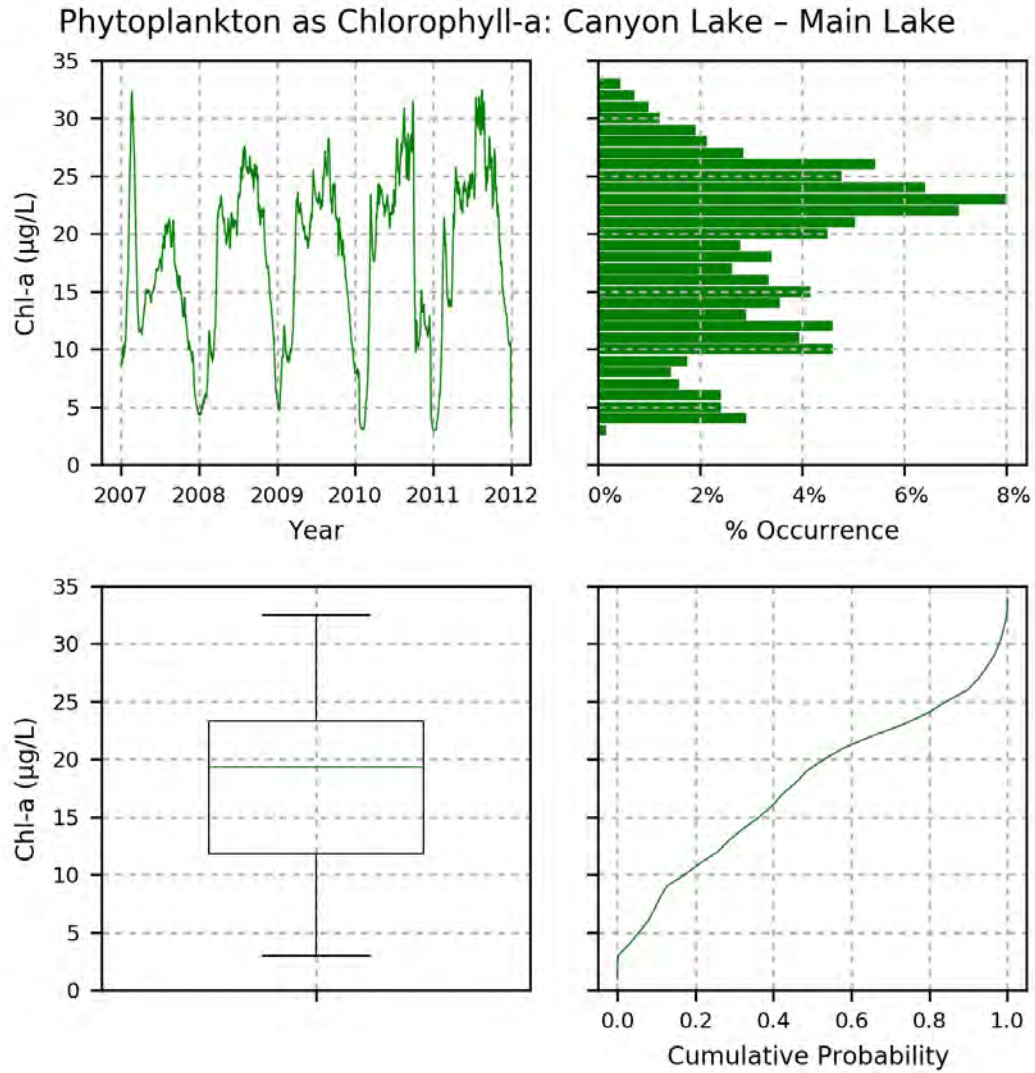 Phytoplankton as Chlorophyll-a: Canyon Lake – Main Lake
35
30
25
20
15
10
5
0
Chl-a (µg/L)
2007 2008 2009 2010 2011 2012
Year
0% 2% 4% 6% 8%
% Occurrence
35
30
25
20
15
10
5
0
Chl-a (µg/L)
0.0 0.2 0.4 0.6 0.8 1.0
Cumulative Probability